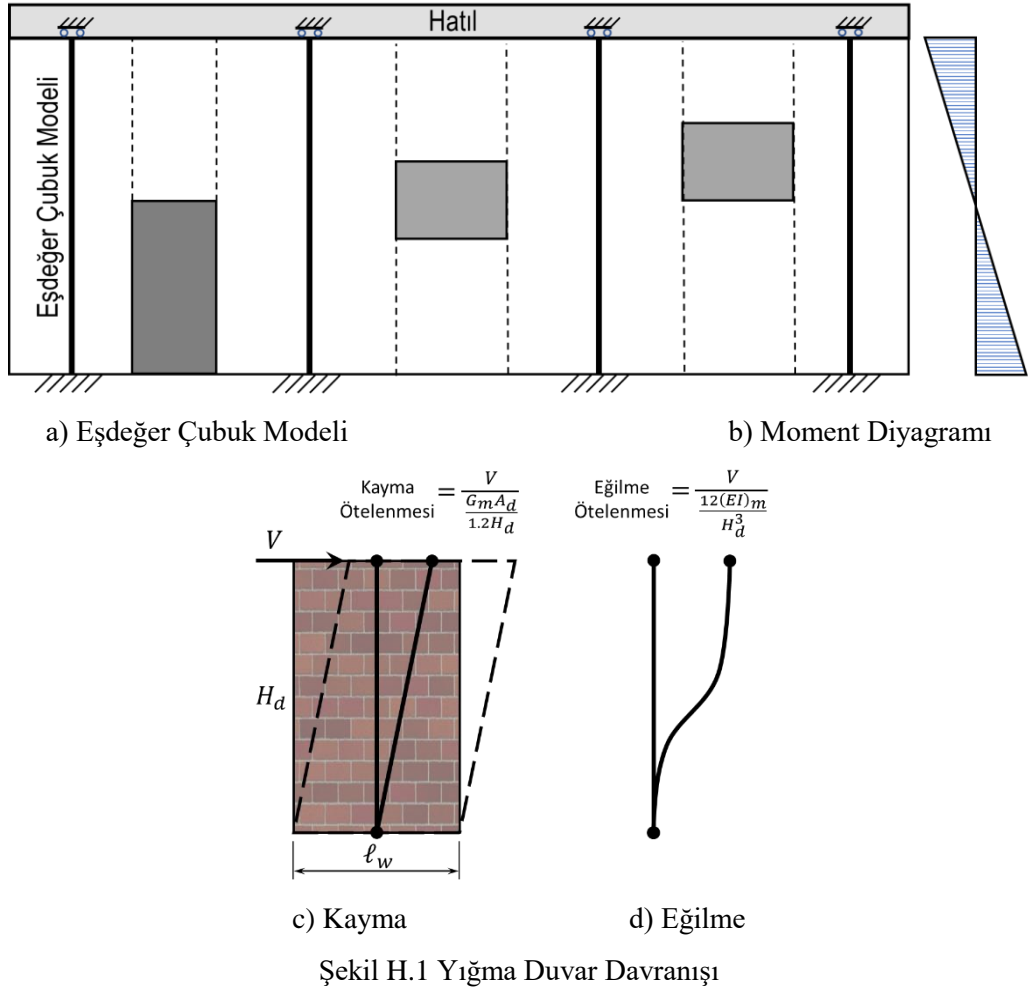 Hatıl
Eşdeğer Çubuk Modeli
a) Eşdeğer Çubuk Modeli
b) Moment Diyagramı
Kayma
Ötelenmesi
= V / (G_m A_d / 1.2H_d)
Eğilme
Ötelenmesi
= V / (12(EI)_m / H_d^3)
V
H_d
ℓ_w
c) Kayma
d) Eğilme
Şekil H.1 Yığma Duvar Davranışı